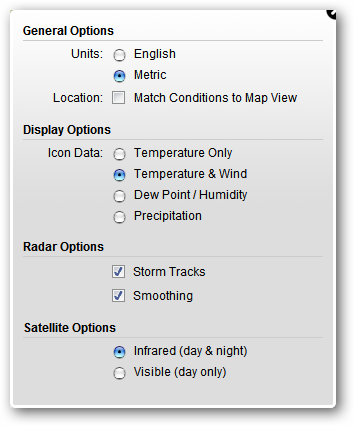 General Options
Units: English
Metric
Location: Match Conditions to Map View
Display Options
Icon Data: Temperature Only
Temperature & Wind
Dew Point / Humidity
Precipitation
Radar Options
Storm Tracks
Smoothing
Satellite Options
Infrared (day & night)
Visible (day only)